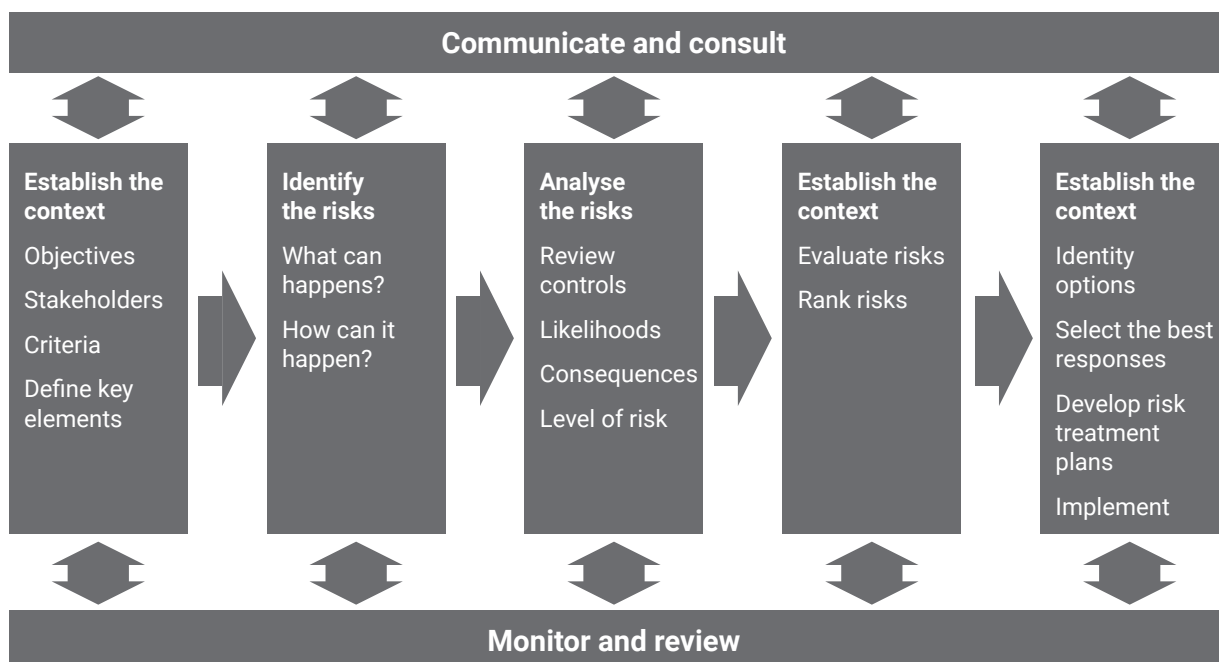 Communicate and consult
Establish the
context
Objectives
Stakeholders
Criteria
Define key
elements
Identify
the risks
What can
happens?
How can it
happen?
Analyse
the risks
Review
controls
Likelihoods
Consequences
Level of risk
Establish the
context
Evaluate risks
Rank risks
Establish the
context
Identity
options
Select the best
responses
Develop risk
treatment
plans
Implement
Monitor and review